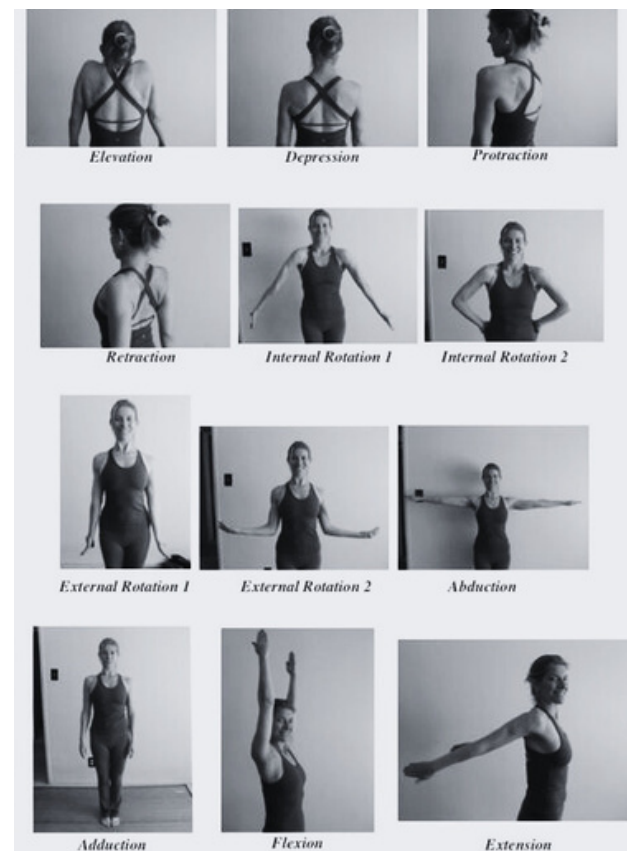 Elevation
Depression
Protraction
Retraction
Internal Rotation 1
Internal Rotation 2
External Rotation 1
External Rotation 2
Abduction
Adduction
Flexion
Extension